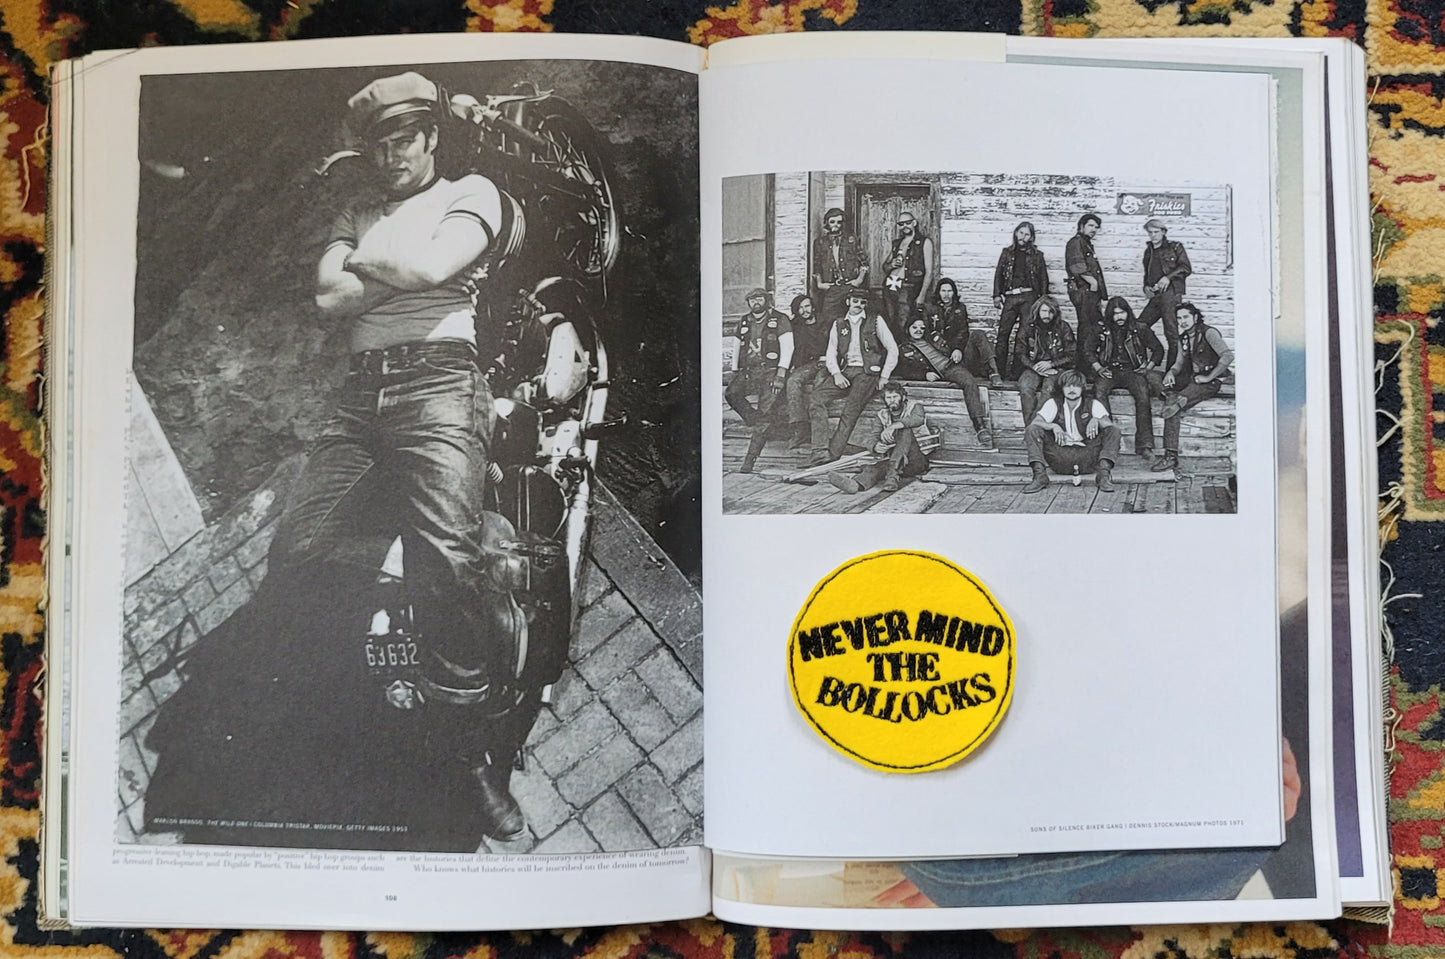 63632
MARLON BRANDO, THE WILD ONE / COLUMBIA TRISTAR, MOVIEPIX, GETTY IMAGES 1953
progressive-leaning hip hop, made popular by "positive" hip hop groups such
as Arrested Development and Digable Planets. This bled over into denim
are the histories that define the contemporary experience of wearing denim.
Who knows what histories will be inscribed on the denim of tomorrow?
Friskies
DOG FOOD
NEVER MIND
THE
BOLLOCKS
SONS OF SILENCE BIKER GANG / DENNIS STOCK/MAGNUM PHOTOS 1971